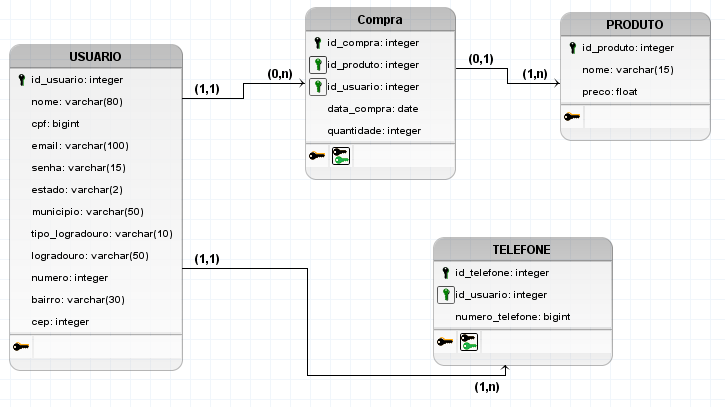 USUARIO
id_usuario: integer
nome: varchar(80)
cpf: bigint
email: varchar(100)
senha: varchar(15)
estado: varchar(2)
municipio: varchar(50)
tipo_logradouro: varchar(10)
logradouro: varchar(50)
numero: integer
bairro: varchar(30)
cep: integer
(1,1)
(0,n)
Compra
id_compra: integer
id_produto: integer
id_usuario: integer
data_compra: date
quantidade: integer
(0,1)
(1,n)
PRODUTO
id_produto: integer
nome: varchar(15)
preco: float
(1,1)
(1,n)
TELEFONE
id_telefone: integer
id_usuario: integer
numero_telefone: bigint